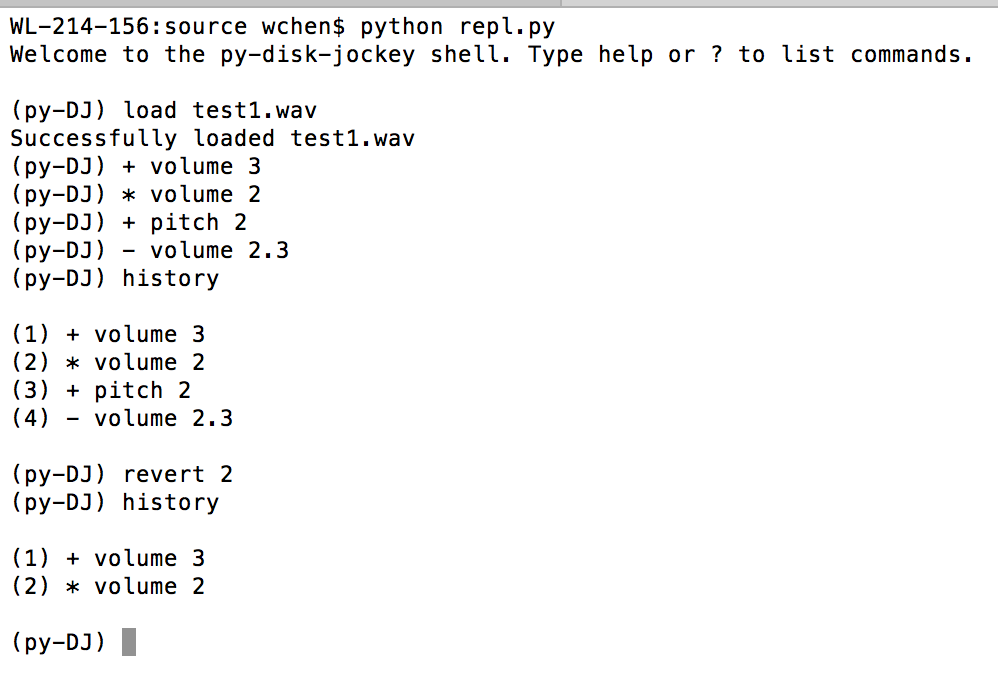 WL-214-156:source wchen$ python repl.py
Welcome to the py-disk-jockey shell. Type help or ? to list commands.
(py-DJ) load test1.wav
Successfully loaded test1.wav
(py-DJ) + volume 3
(py-DJ) * volume 2
(py-DJ) + pitch 2
(py-DJ) - volume 2.3
(py-DJ) history
(1) + volume 3
(2) * volume 2
(3) + pitch 2
(4) - volume 2.3
(py-DJ) revert 2
(py-DJ) history
(1) + volume 3
(2) * volume 2
(py-DJ)